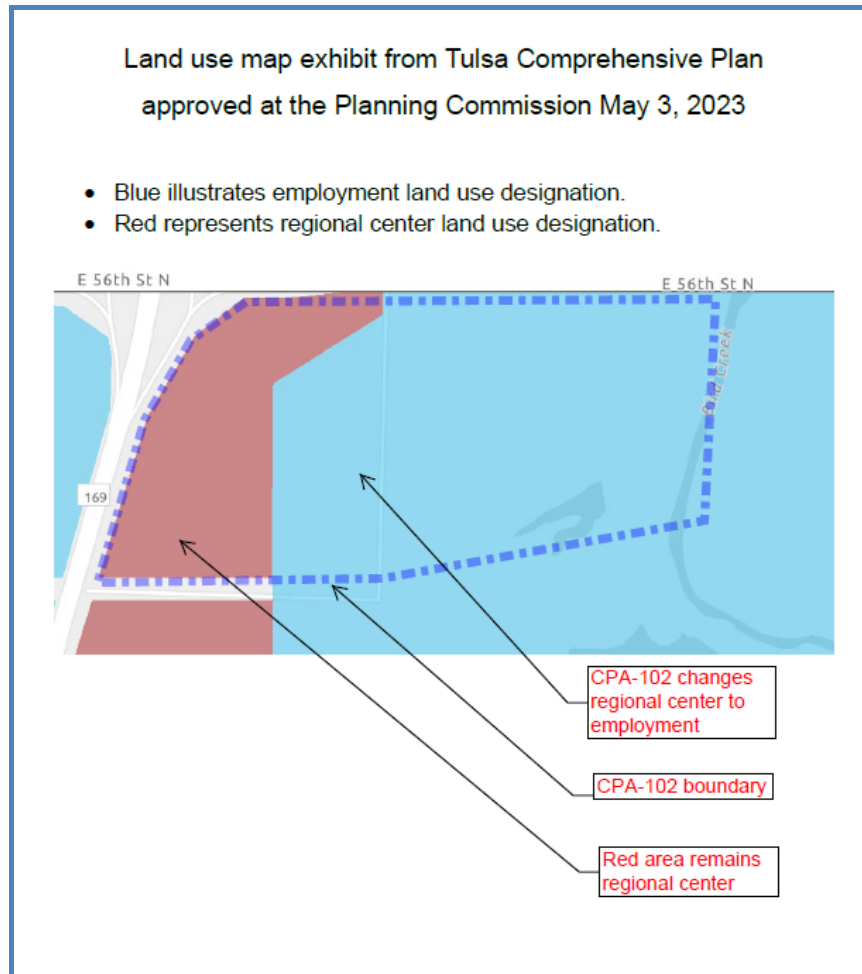 Land use map exhibit from Tulsa Comprehensive Plan
approved at the Planning Commission May 3, 2023
• Blue illustrates employment land use designation.
• Red represents regional center land use designation.
E 56th St N
E 56th St N
Bird Creek
169
CPA-102 changes
regional center to
employment
CPA-102 boundary
Red area remains
regional center